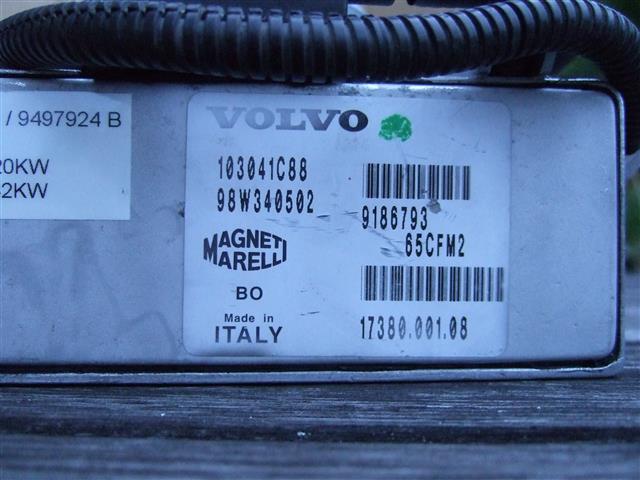 / 9497924 B
20KW
2KW
VOLVO
103041C88
98W340502
MAGNETI
MARELLI
BO
Made in
ITALY
9186793
65CFM2
17380.001.08